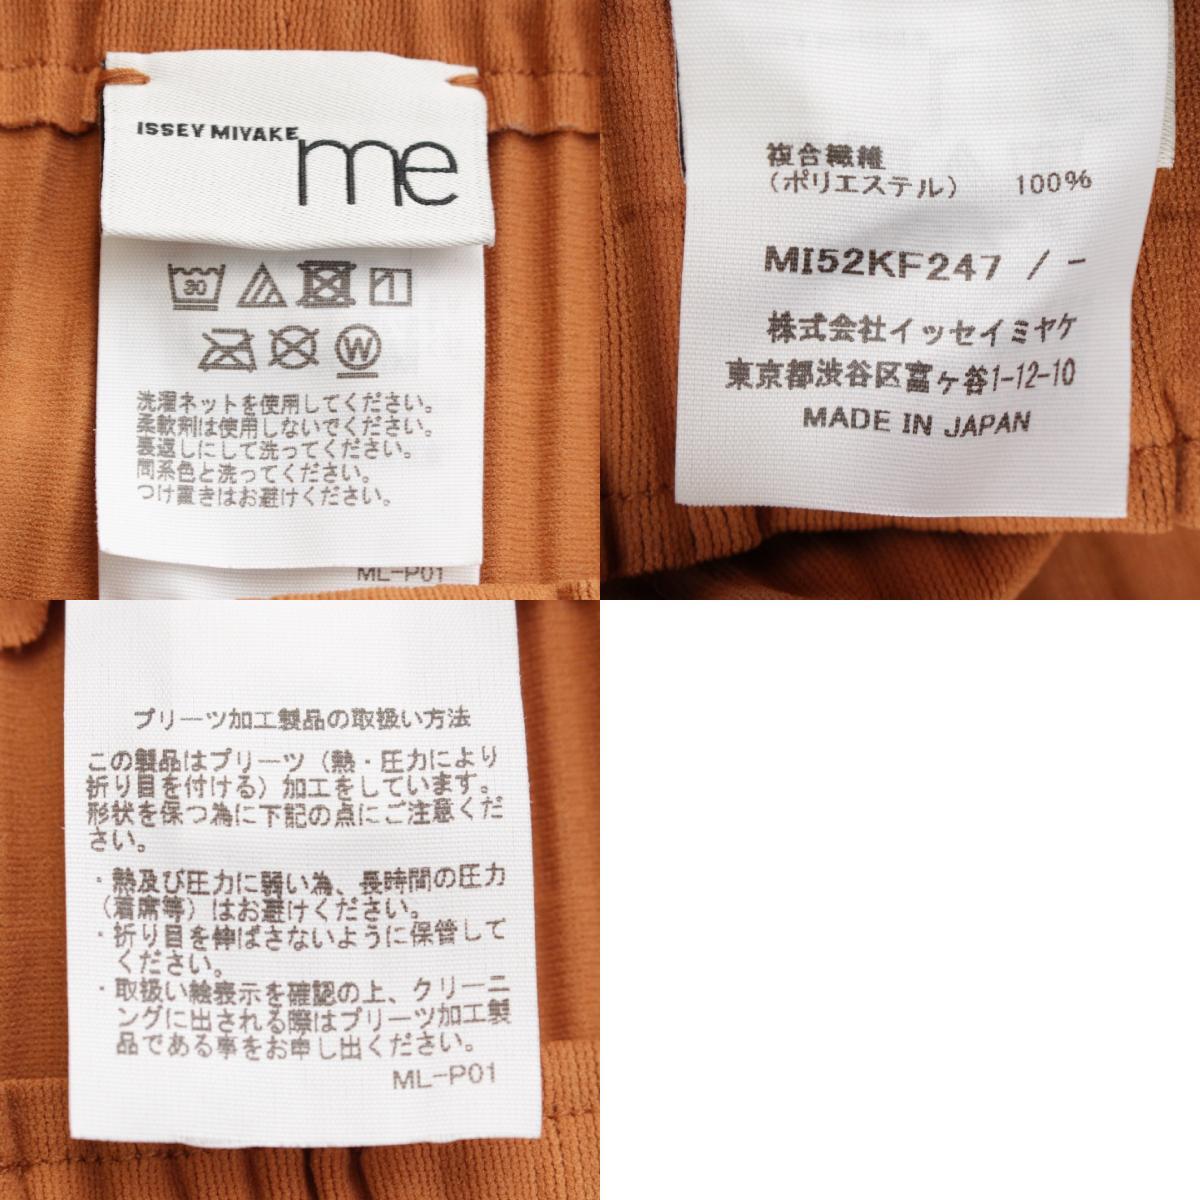 ISSEY MIYAKE
me
30
1
W
洗濯ネットを使用してください。
柔軟剤は使用しないでください。
裏返しにして洗ってください。
同系色と洗ってください。
つけ置きはお避けください。
ML-P01
複合繊維
(ポリエステル) 100%
MI52KF247 / -
株式会社イッセイミヤケ
東京都渋谷区富ヶ谷1-12-10
MADE IN JAPAN
プリーツ加工製品の取扱い方法
この製品はプリーツ(熱・圧力により
折り目を付ける)加工をしています。
形状を保つ為に下記の点にご注意くだ
さい。
・熱及び圧力に弱い為、長時間の圧力
(着席等)はお避けください。
・折り目を伸ばさないように保管して
ください。
・取扱い絵表示を確認の上、クリーニ
ングに出される際はプリーツ加工製
品である事をお申し出ください。
ML-P01